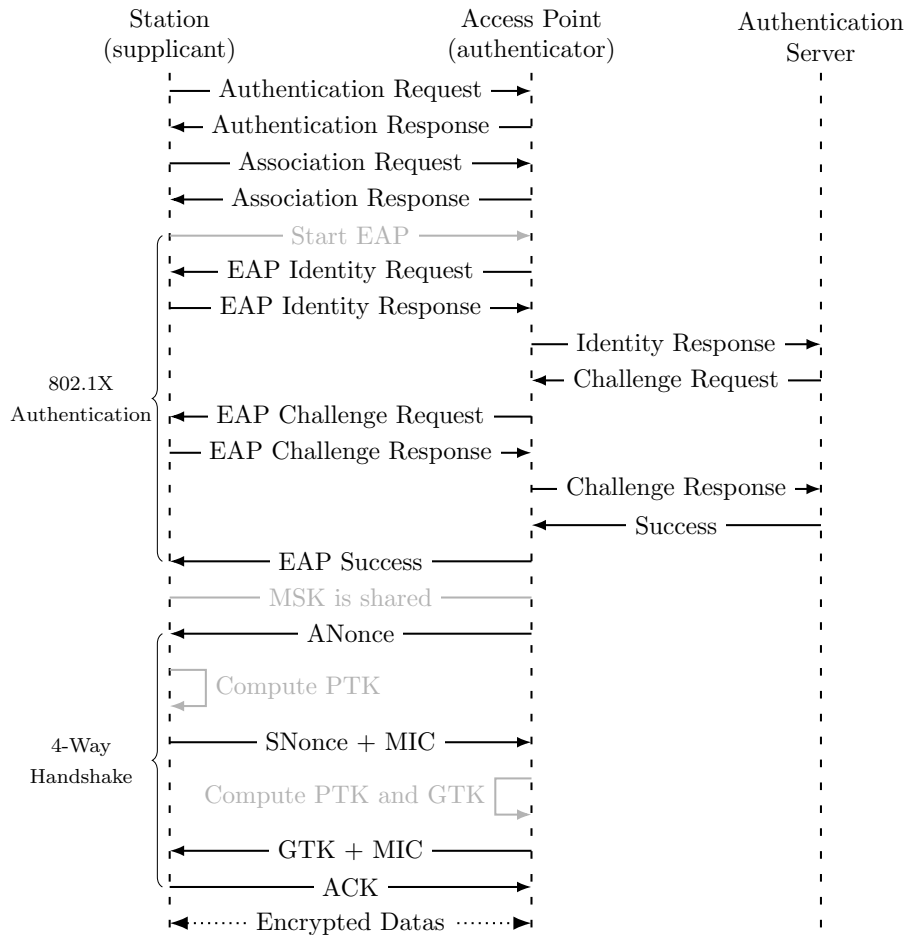 Station
(supplicant)
Access Point
(authenticator)
Authentication
Server
Authentication Request
Authentication Response
Association Request
Association Response
Start EAP
EAP Identity Request
EAP Identity Response
Identity Response
Challenge Request
802.1X
Authentication
EAP Challenge Request
EAP Challenge Response
Challenge Response
Success
EAP Success
MSK is shared
ANonce
Compute PTK
SNonce + MIC
4-Way
Handshake
Compute PTK and GTK
GTK + MIC
ACK
Encrypted Datas